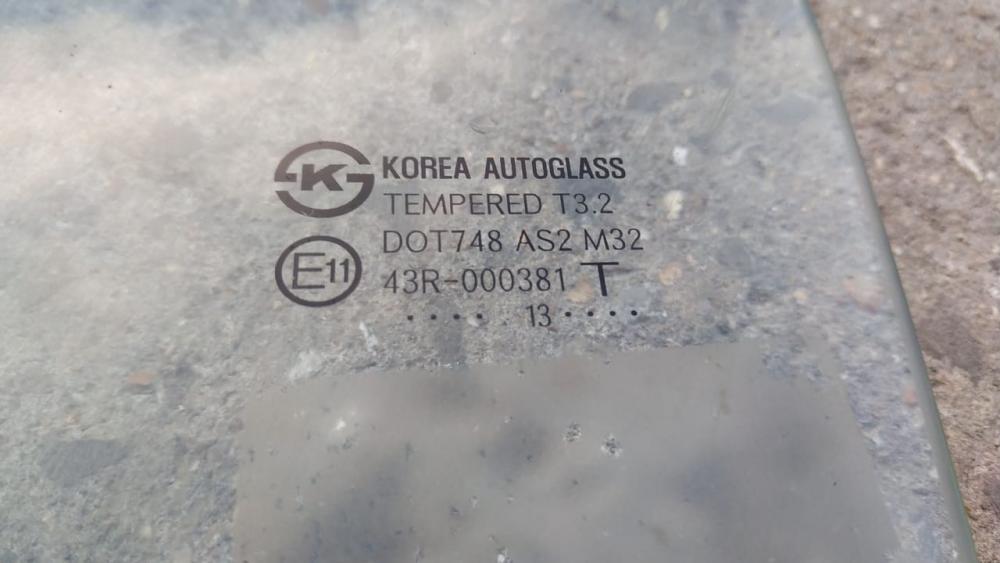 K KOREA AUTOGLASS
TEMPERED T3.2
DOT748 AS2 M32
E11 43R-000381 T
. . . . . 13 . . . .